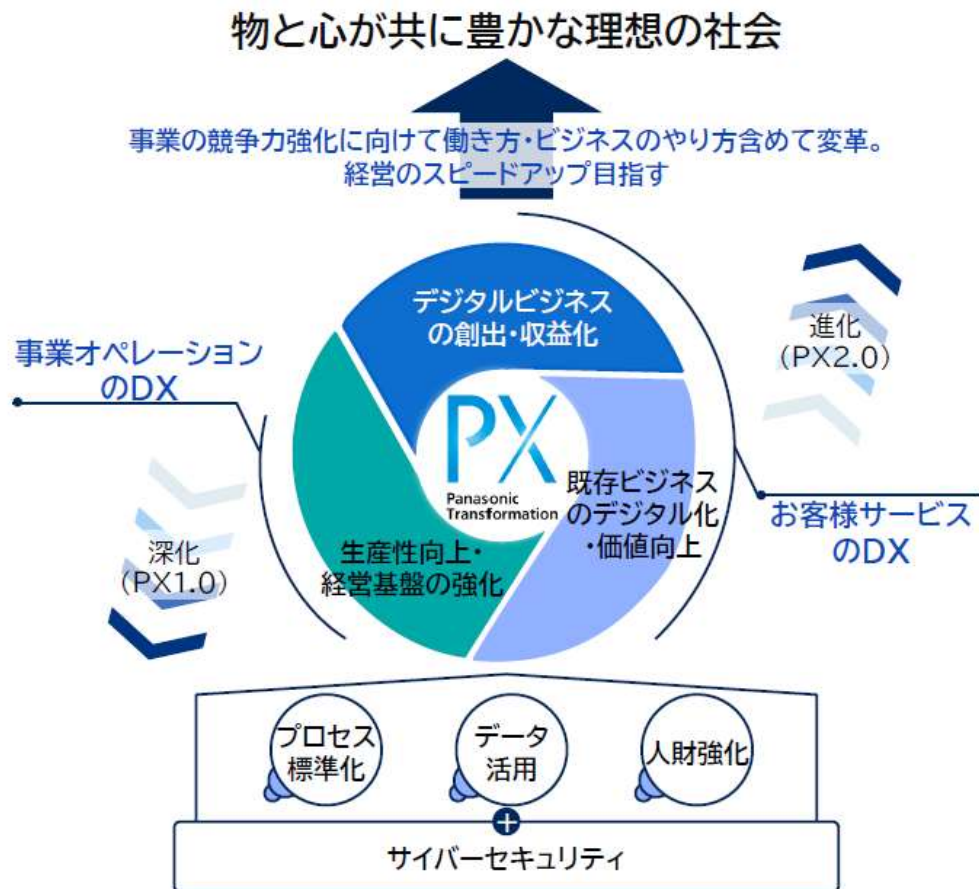 物と心が共に豊かな理想の社会
事業の競争力強化に向けて働き方・ビジネスのやり方含めて変革。
経営のスピードアップ目指す
デジタルビジネス
の創出・収益化
進化
(PX2.0)
事業オペレーション
のDX
PX
Panasonic
Transformation
既存ビジネス
のデジタル化
・価値向上
お客様サービス
のDX
深化
(PX1.0)
生産性向上・
経営基盤の強化
プロセス
標準化
データ
活用
人財強化
+
サイバーセキュリティ